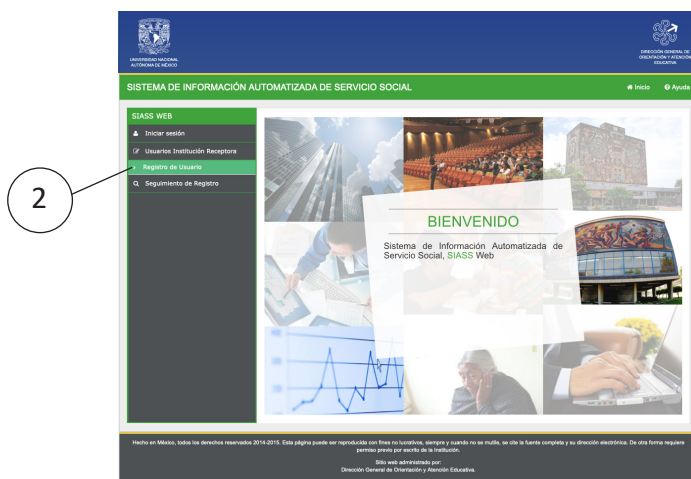 UNIVERSIDAD NACIONAL
AUTÓNOMA DE MÉXICO
DIRECCIÓN GENERAL DE
ORIENTACIÓN Y ATENCIÓN
EDUCATIVA
SISTEMA DE INFORMACIÓN AUTOMATIZADA DE SERVICIO SOCIAL
Inicio
Ayuda
SIASS WEB
Iniciar sesión
Usuarios Institución Receptora
Registro de Usuario
Seguimiento de Registro
2
BIENVENIDO
Sistema de Información Automatizada de
Servicio Social, SIASS Web
Hecho en México, todos los derechos reservados 2014-2015. Esta página puede ser reproducida con fines no lucrativos, siempre y cuando no se mutile, se cite la fuente completa y su dirección electrónica. De otra forma requiere
permiso previo por escrito de la institución.
Sitio web administrado por:
Dirección General de Orientación y Atención Educativa.